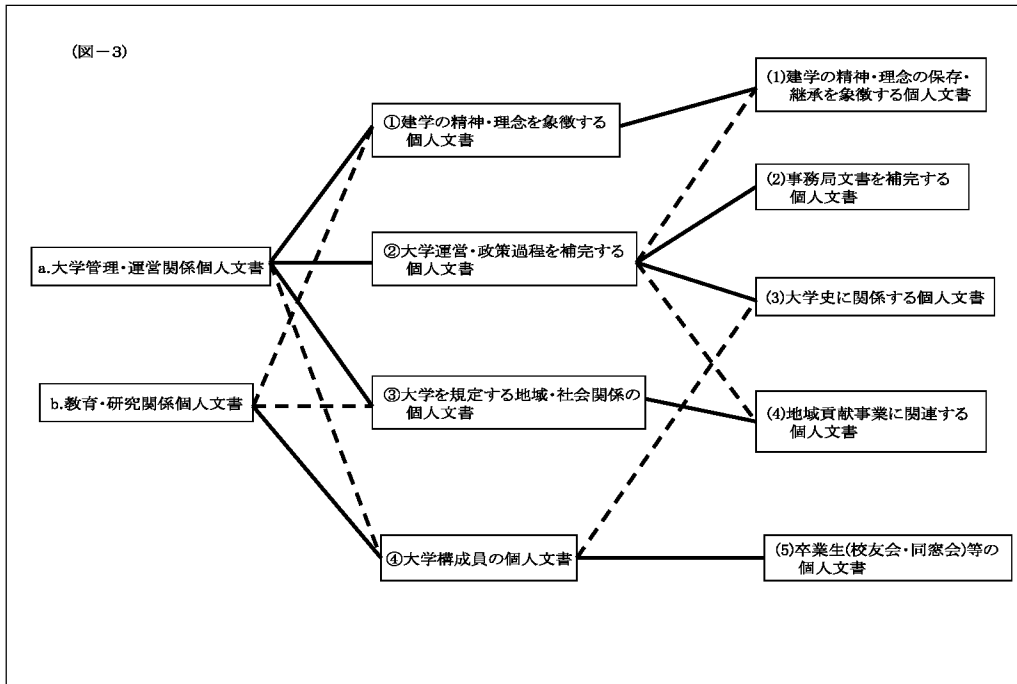 (図－3)
a.大学管理・運営関係個人文書
b.教育・研究関係個人文書
①建学の精神・理念を象徴する
個人文書
②大学運営・政策過程を補完する
個人文書
③大学を規定する地域・社会関係の
個人文書
④大学構成員の個人文書
(1)建学の精神・理念の保存・
継承を象徴する個人文書
(2)事務局文書を補完する
個人文書
(3)大学史に関係する個人文書
(4)地域貢献事業に関連する
個人文書
(5)卒業生(校友会・同窓会)等の
個人文書